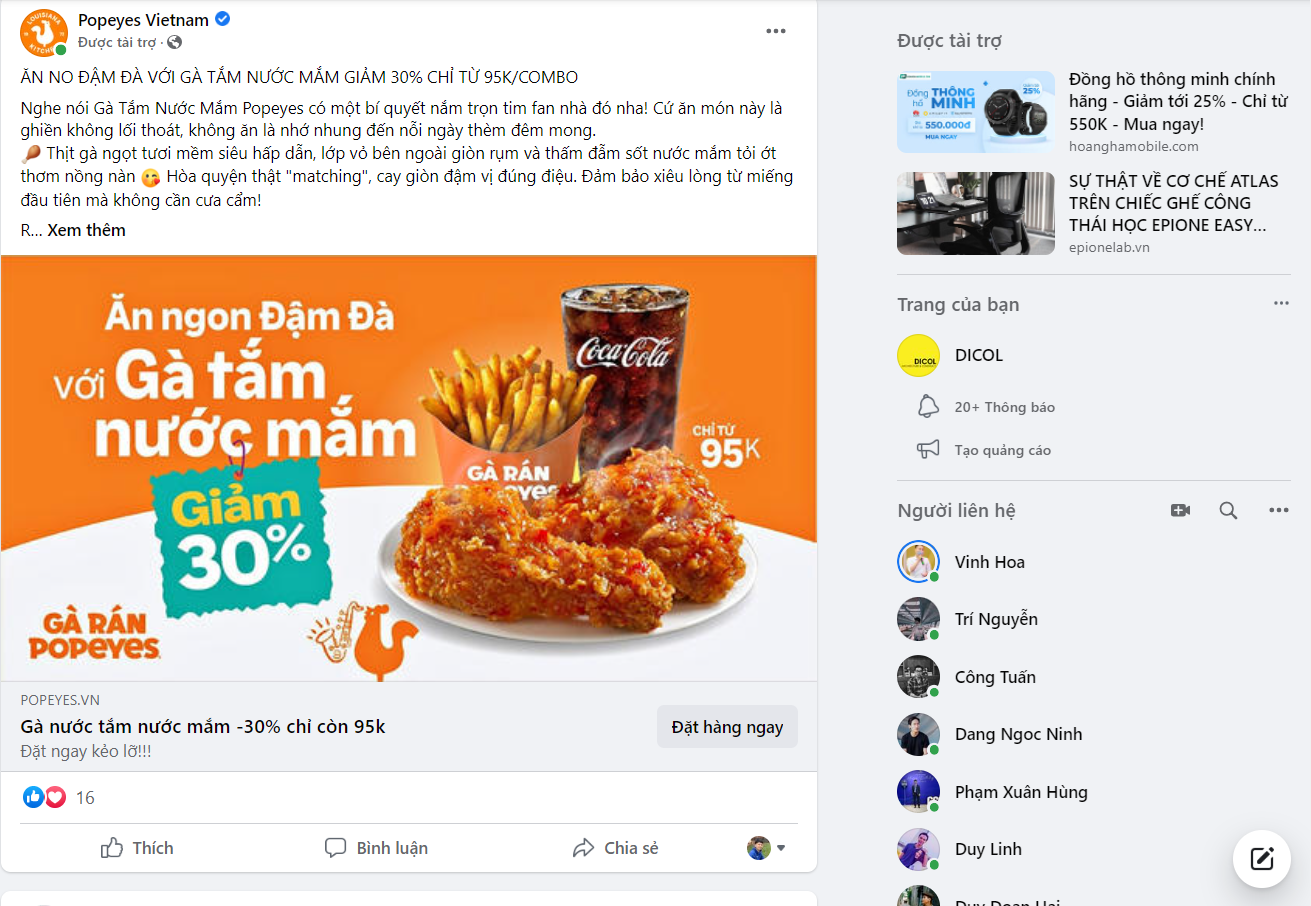 Popeyes Vietnam
Được tài trợ ·
ĂN NO ĐẬM ĐÀ VỚI GÀ TẮM NƯỚC MẮM GIẢM 30% CHỈ TỪ 95K/COMBO
Nghe nói Gà Tắm Nước Mắm Popeyes có một bí quyết nắm trọn tim fan nhà đó nha! Cứ ăn món này là
ghiền không lối thoát, không ăn là nhớ nhung đến nỗi ngày thèm đêm mong.
🍗 Thịt gà ngọt tươi mềm siêu hấp dẫn, lớp vỏ bên ngoài giòn rụm và thấm đẫm sốt nước mắm tỏi ớt
thơm nồng nàn 😋 Hòa quyện thật "matching", cay giòn đậm vị đúng điệu. Đảm bảo xiêu lòng từ miếng
đầu tiên mà không cần cưa cẩm!
R... Xem thêm
Ăn ngon Đậm Đà
với Gà tắm
nước mắm
Giảm
30%
Coca-Cola
CHỈ TỪ
95K
GÀ RÁN
POPEYES
GÀ RÁN
POPEYES
POPEYES.VN
Gà nước tắm nước mắm -30% chỉ còn 95k
Đặt ngay kẻo lỡ!!!
Đặt hàng ngay
16
Thích
Bình luận
Chia sẻ
Được tài trợ
Đồng hồ THÔNG
MINH
25%
550.000đ
MUA NGAY
Đồng hồ thông minh chính
hãng - Giảm tới 25% - Chỉ từ
550K - Mua ngay!
hoanghamobile.com
SỰ THẬT VỀ CƠ CHẾ ATLAS
TRÊN CHIẾC GHẾ CÔNG
THÁI HỌC EPIONE EASY...
epionelab.vn
Trang của bạn
DICOL
DICOL
20+ Thông báo
Tạo quảng cáo
Người liên hệ
Vinh Hoa
Trí Nguyễn
Công Tuấn
Dang Ngoc Ninh
Phạm Xuân Hùng
Duy Linh
Duy Doan Hai